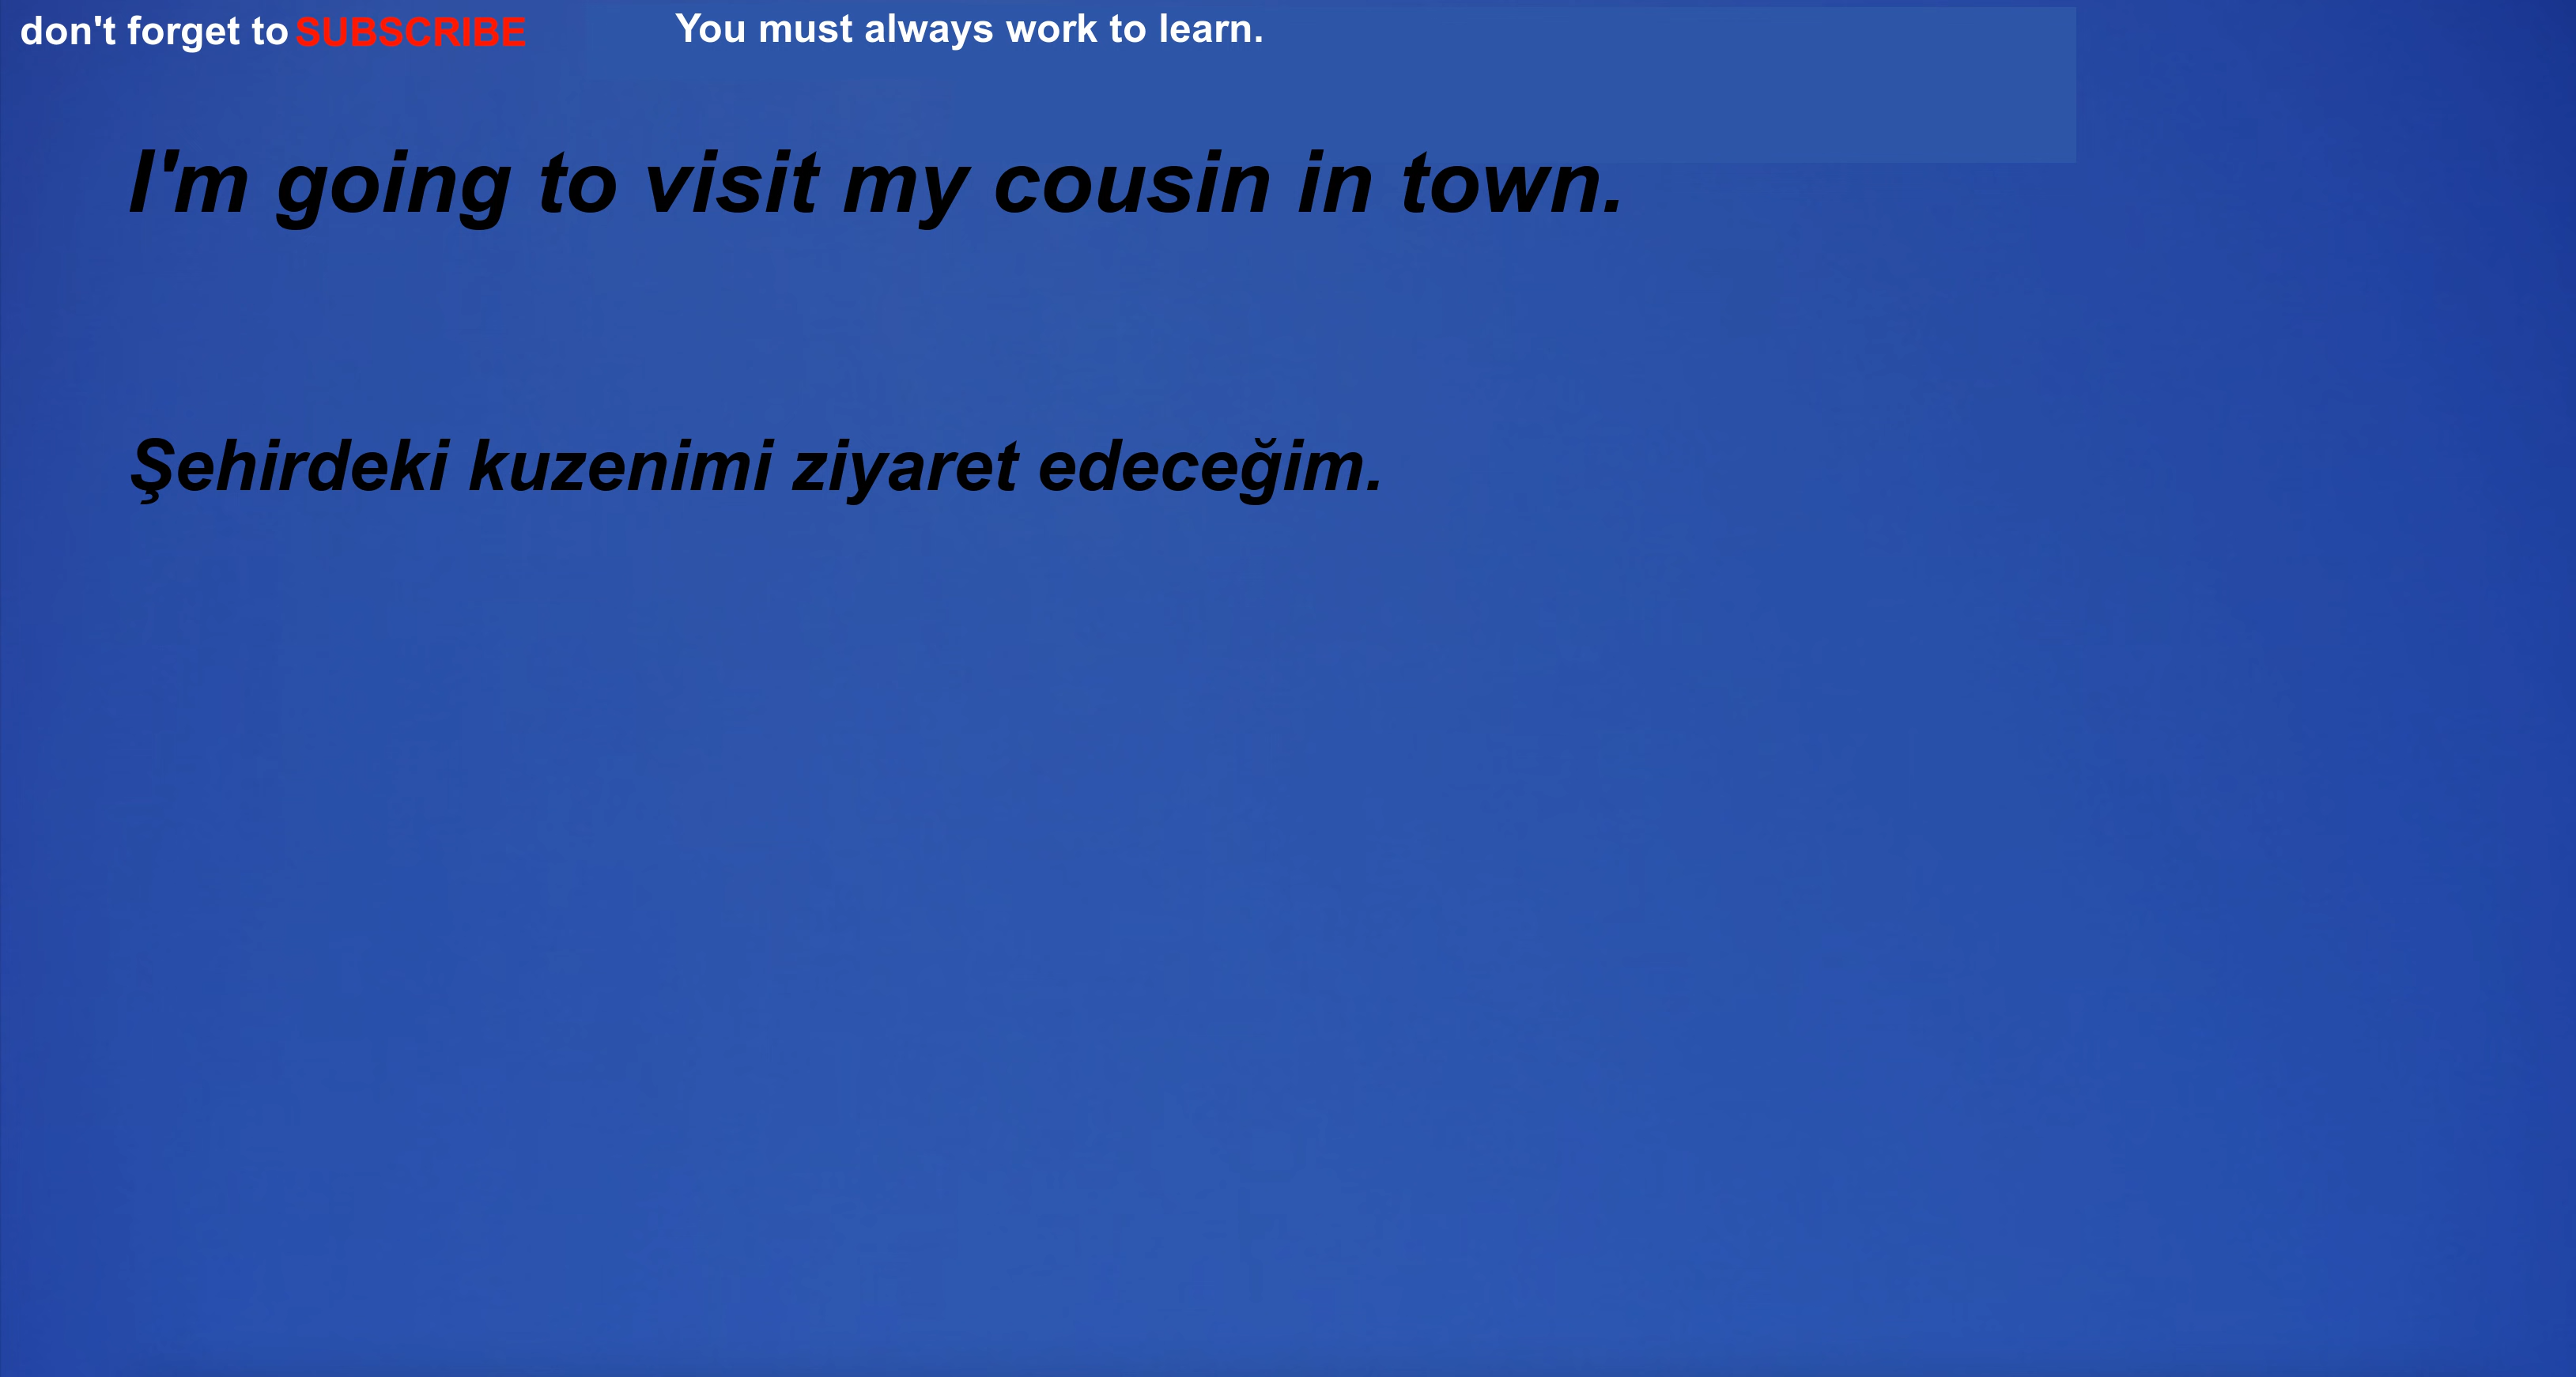 don't forget to SUBSCRIBE You must always work to learn.
I'm going to visit my cousin in town.
Şehirdeki kuzenimi ziyaret edeceğim.